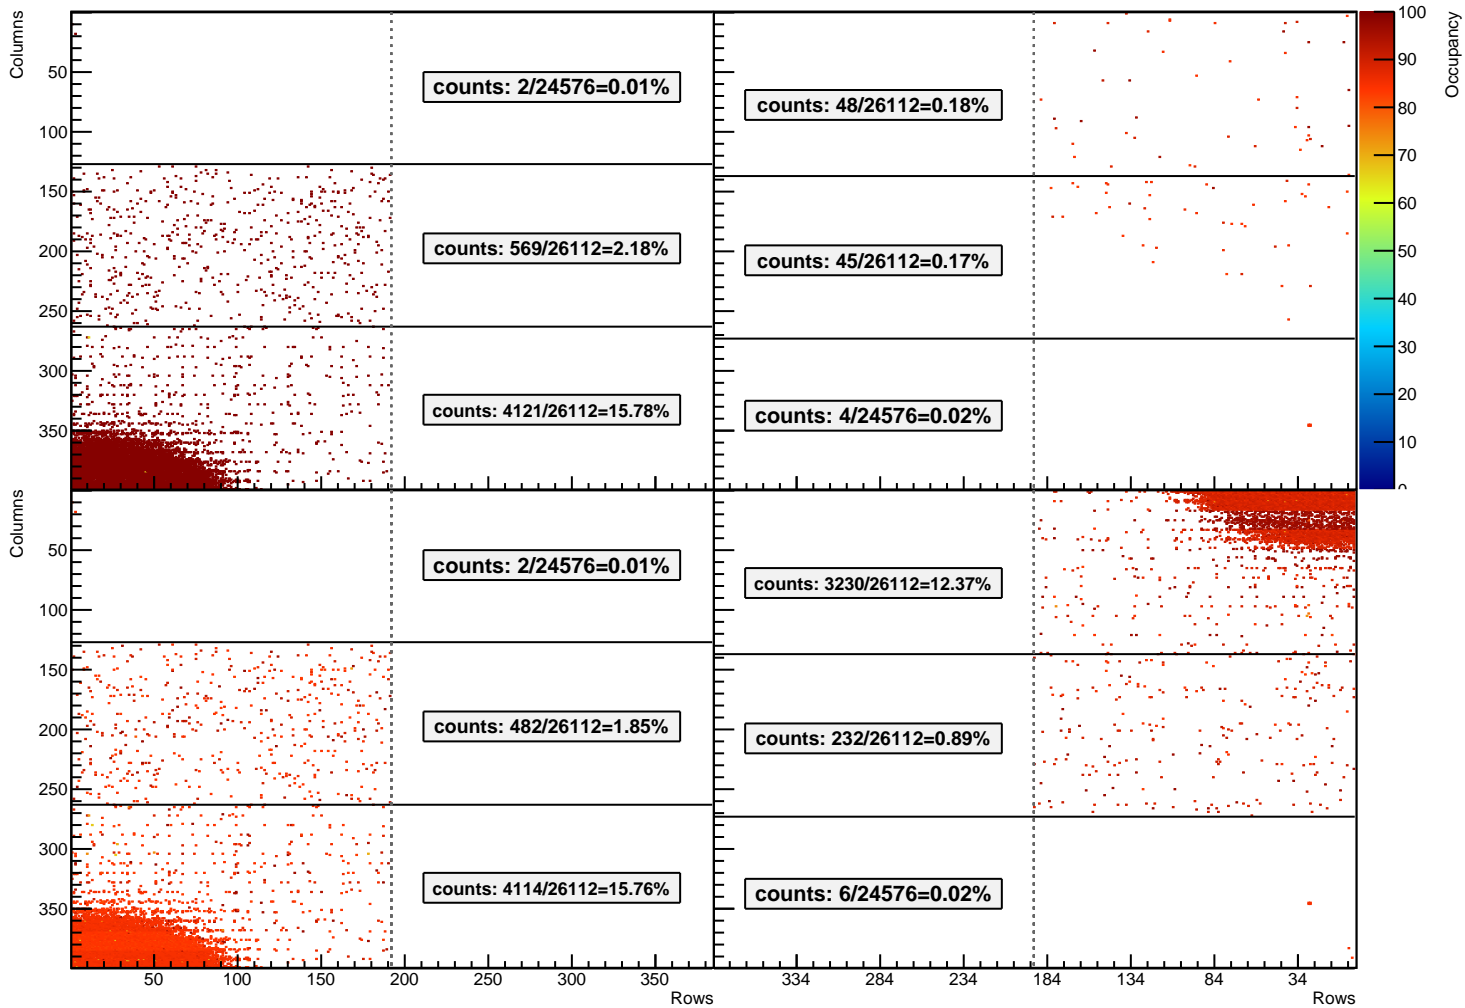 Columns
50
100
150
200
250
300
350
counts: 2/24576=0.01%
counts: 569/26112=2.18%
counts: 4121/26112=15.78%
counts: 48/26112=0.18%
counts: 45/26112=0.17%
counts: 4/24576=0.02%
100
90
80
70
60
50
40
30
20
10
0
Occupancy
Columns
50
100
150
200
250
300
350
counts: 2/24576=0.01%
counts: 482/26112=1.85%
counts: 4114/26112=15.76%
50 100 150 200 250 300 350
Rows
counts: 3230/26112=12.37%
counts: 232/26112=0.89%
counts: 6/24576=0.02%
334 284 234 184 134 84 34
Rows